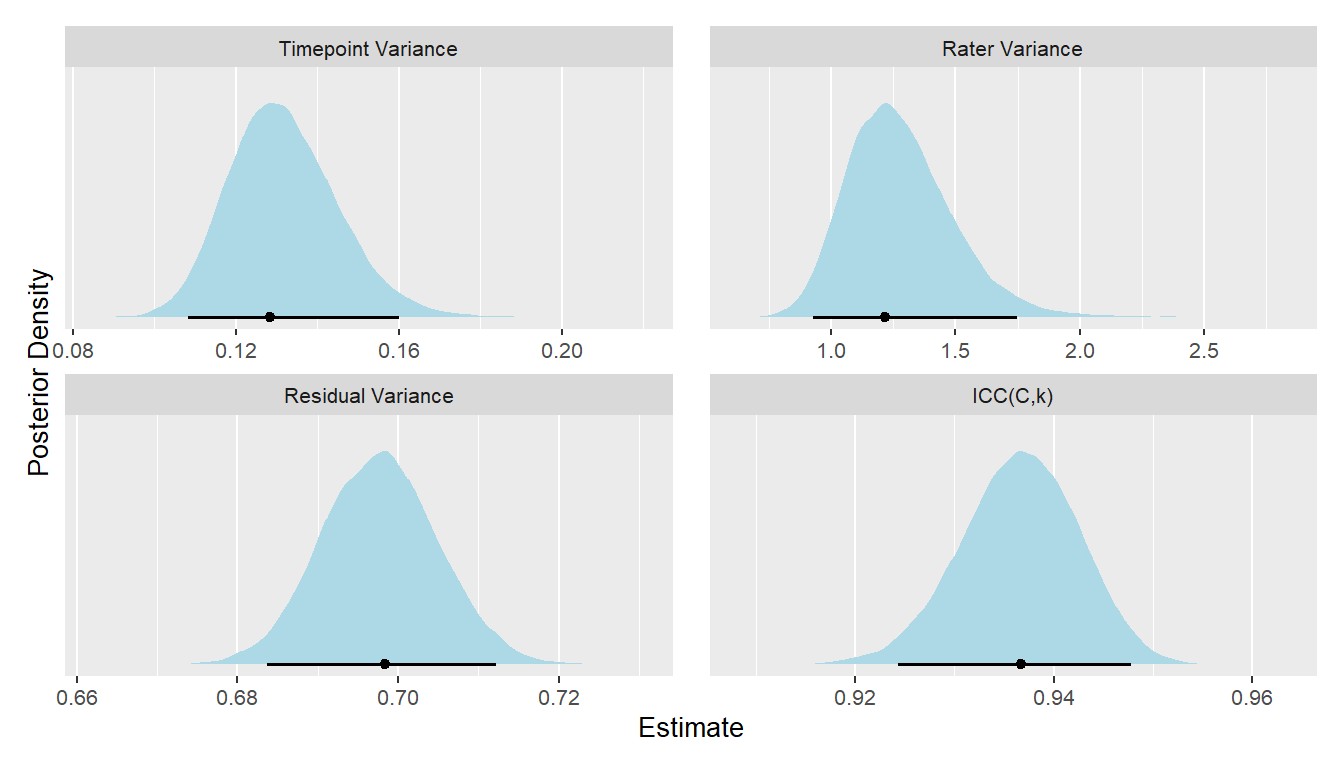 Timepoint Variance
Rater Variance
0.08 0.12 0.16 0.20
1.0 1.5 2.0 2.5
Residual Variance
ICC(C,k)
0.66 0.68 0.70 0.72
0.92 0.94 0.96
Posterior Density
Estimate